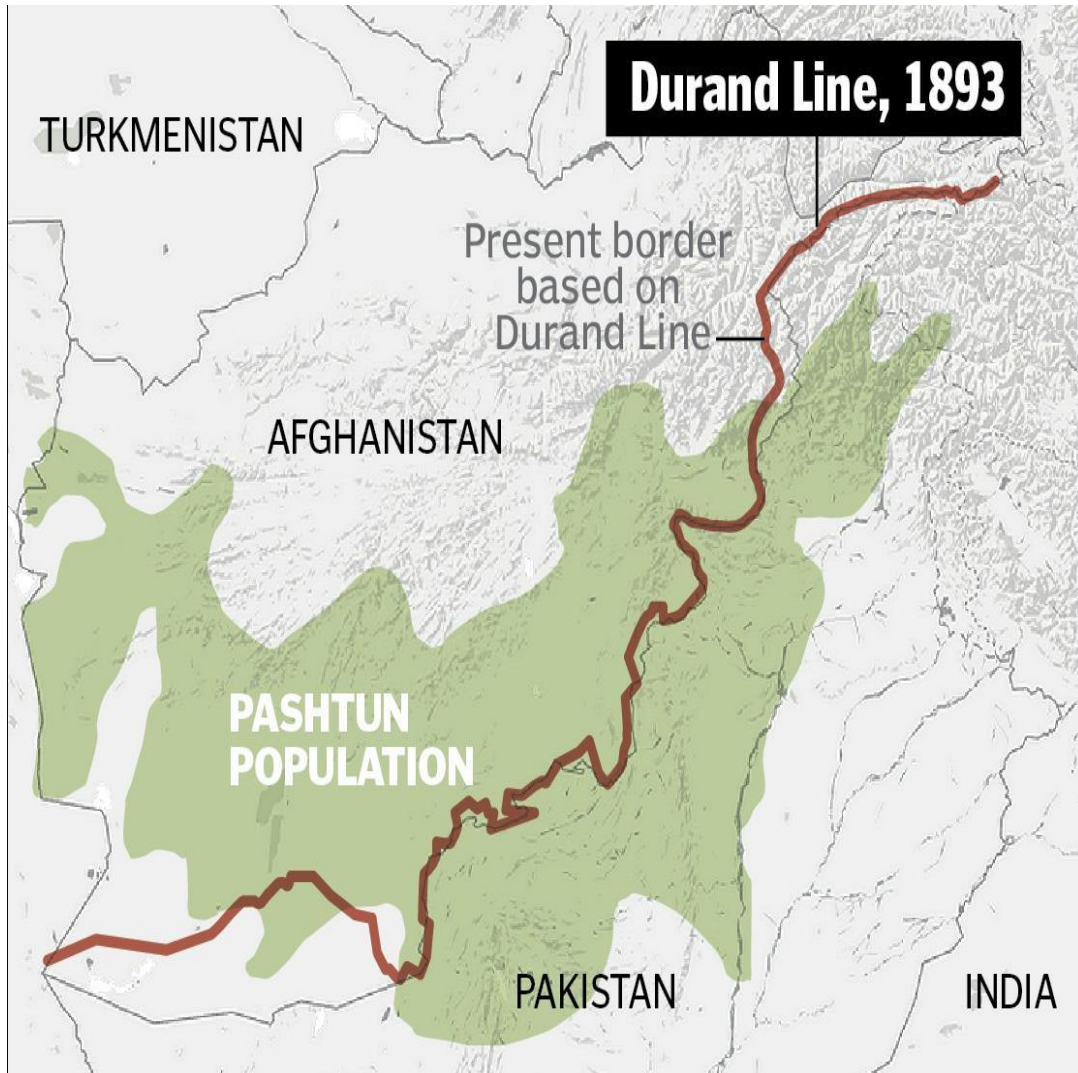 Durand Line, 1893
TURKMENISTAN
Present border
based on
Durand Line
AFGHANISTAN
PASHTUN
POPULATION
PAKISTAN
INDIA